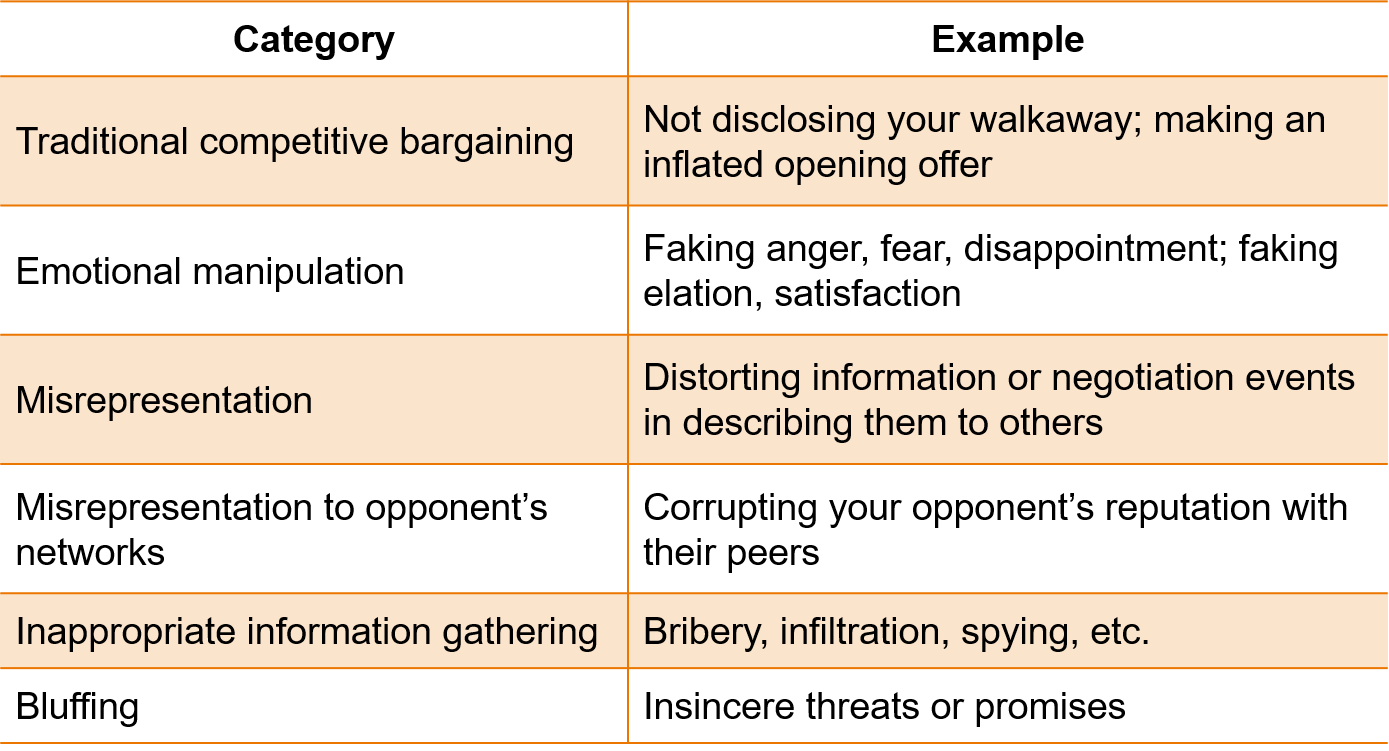 Category
Example
Traditional competitive bargaining
Not disclosing your walkaway; making an
inflated opening offer
Emotional manipulation
Faking anger, fear, disappointment; faking
elation, satisfaction
Misrepresentation
Distorting information or negotiation events
in describing them to others
Misrepresentation to opponent’s
networks
Corrupting your opponent’s reputation with
their peers
Inappropriate information gathering
Bribery, infiltration, spying, etc.
Bluffing
Insincere threats or promises